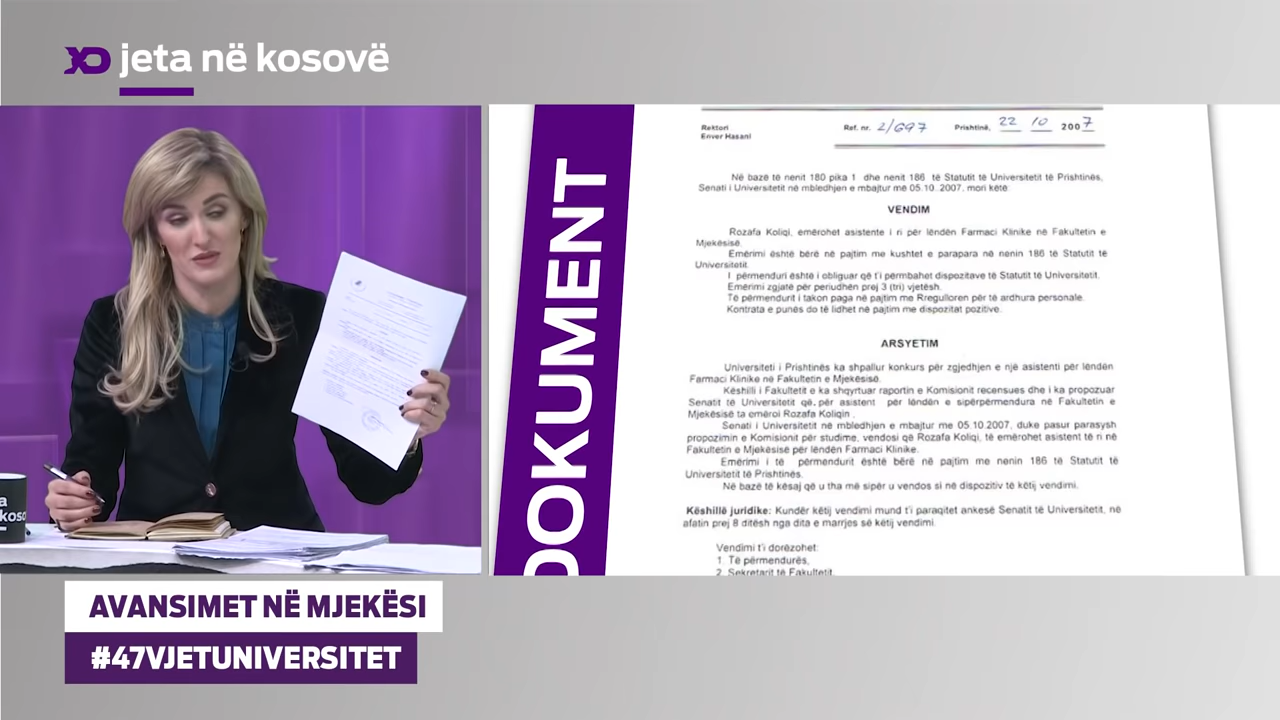 jeta në kosovë
DOKUMENT
Rektori
Enver Hasani
Ref. nr. 2/697
Prishtinë, 22 10 2007
Në bazë të nenit 180 pika 1 dhe nenit 186 të Statutit të Universitetit të Prishtinës,
Senati i Universitetit në mbledhjen e mbajtur më 05.10. 2007, mori këtë:
VENDIM
Rozafa Koliqi, emërohet asistente i ri për lëndën Farmaci Klinike në Fakultetin e
Mjekësisë.
Emërimi është bërë në pajtim me kushtet e parapara në nenin 186 të Statutit të
Universitetit.
I përmenduri është i obliguar që t'i përmbahet dispozitave të Statutit të Universitetit.
Emërimi zgjatë për periudhën prej 3 (tri) vjetësh.
Të përmendurit i takon paga në pajtim me Rregulloren për të ardhura personale.
Kontrata e punës do të lidhet në pajtim me dispozitat pozitive.
ARSYETIM
Universiteti i Prishtinës ka shpallur konkurs për zgjedhjen e një asistenti për lëndën
Farmaci Klinike në Fakultetin e Mjekësisë.
Këshilli i Fakultetit e ka shqyrtuar raportin e Komisionit recensues dhe i ka propozuar
Senatit të Universitetit që, për asistent për lëndën e sipërpërmendura në Fakultetin e
Mjekësisë ta emëroi Rozafa Koliqin .
Senati i Universitetit në mbledhjen e mbajtur me 05.10.2007, duke pasur parasysh
propozimin e Komisionit për studime, vendosi që Rozafa Koliqi, të emërohet asistent të ri në
Fakultetin e Mjekësisë për lëndën Farmaci Klinike.
Emërimi i të përmendurit është bërë në pajtim me nenin 186 të Statutit të
Universitetit të Prishtinës.
Në bazë të kësaj që u tha më sipër u vendos si në dispozitiv të këtij vendimi.
Këshillë juridike: Kundër këtij vendimi mund t'i paraqitet ankesë Senatit të Universitetit, në
afatin prej 8 ditësh nga dita e marrjes së këtij vendimi.
Vendimi t'i dorëzohet:
1. Të përmendurës,
2. Sekretarit të Fakultetit,
AVANSIMET NË MJEKËSI
#47VJETUNIVERSITET